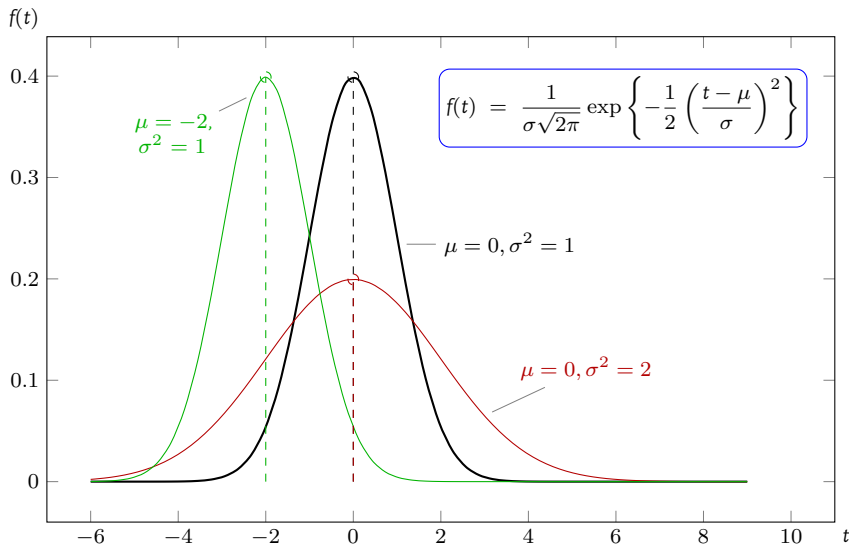 f(t)
0.4
0.3
0.2
0.1
0
−6 −4 −2 0 2 4 6 8 10 t
μ = −2,
σ² = 1
f(t) = 1/(σ√2π) exp {−1/2 ((t − μ)/σ)²}
μ = 0, σ² = 1
μ = 0, σ² = 2